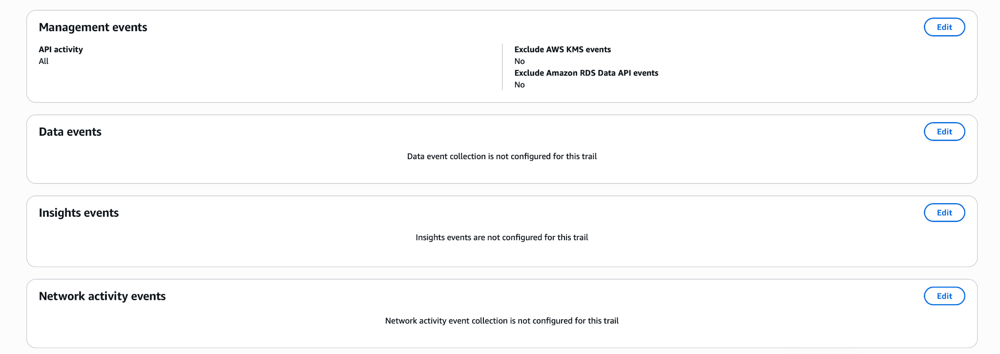 Management events
Edit
API activity
All
Exclude AWS KMS events
No
Exclude Amazon RDS Data API events
No
Data events
Edit
Data event collection is not configured for this trail
Insights events
Edit
Insights events are not configured for this trail
Network activity events
Edit
Network activity event collection is not configured for this trail